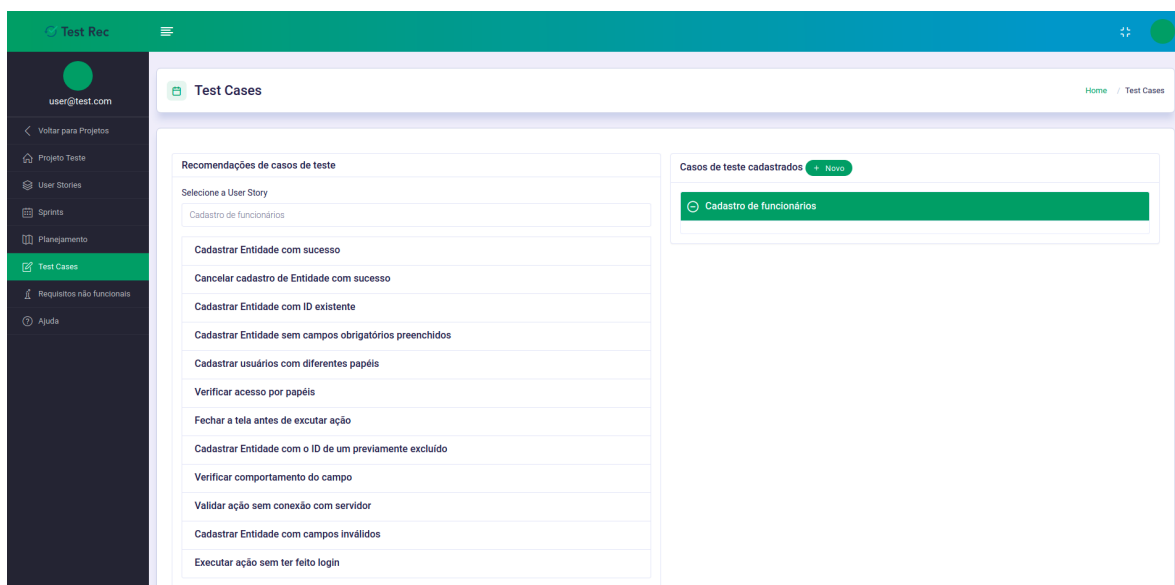 Test Rec
user@test.com
Voltar para Projetos
Projeto Teste
User Stories
Sprints
Planejamento
Test Cases
Requisitos não funcionais
Ajuda
Test Cases
Home / Test Cases
Recomendações de casos de teste
Selecione a User Story
Cadastro de funcionários
Cadastrar Entidade com sucesso
Cancelar cadastro de Entidade com sucesso
Cadastrar Entidade com ID existente
Cadastrar Entidade sem campos obrigatórios preenchidos
Cadastrar usuários com diferentes papéis
Verificar acesso por papéis
Fechar a tela antes de excutar ação
Cadastrar Entidade com o ID de um previamente excluído
Verificar comportamento do campo
Validar ação sem conexão com servidor
Cadastrar Entidade com campos inválidos
Executar ação sem ter feito login
Casos de teste cadastrados + Novo
Cadastro de funcionários